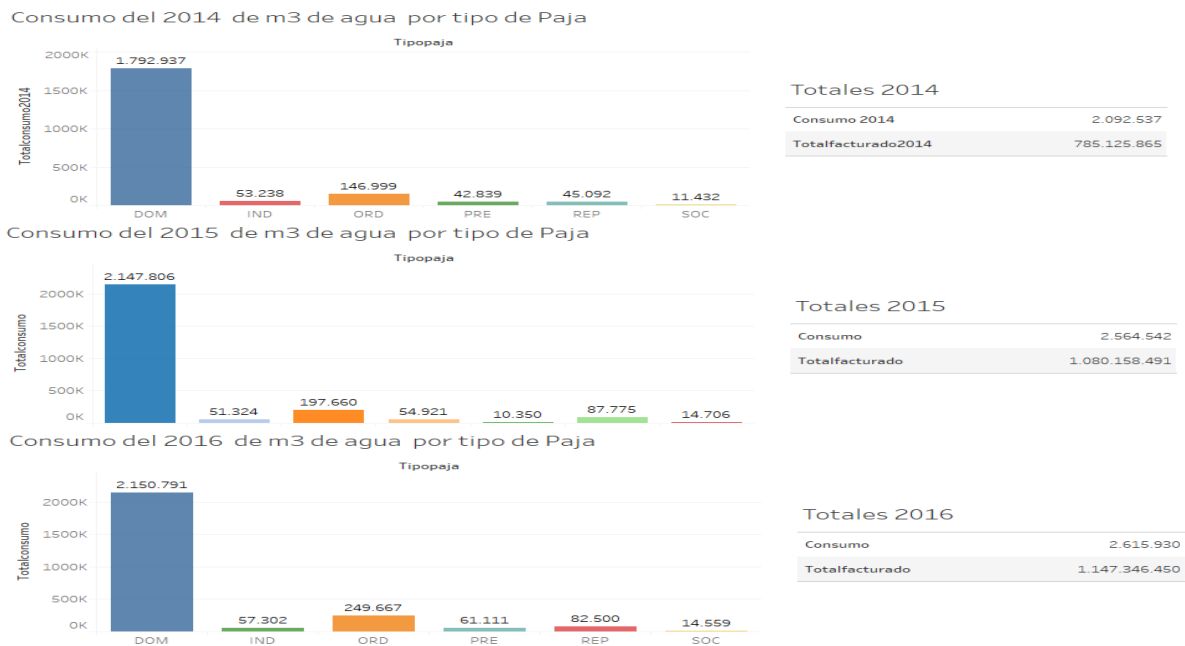 Consumo del 2014 de m3 de agua por tipo de Paja
Tipopaja
Totalconsumo2014
2000K
1500K
1000K
500K
0K
1.792.937
53.238
146.999
42.839
45.092
11.432
DOM IND ORD PRE REP SOC
Totales 2014
Consumo 2014 2.092.537
Totalfacturado2014 785.125.865
Consumo del 2015 de m3 de agua por tipo de Paja
Tipopaja
Totalconsumo
2000K
1500K
1000K
500K
0K
2.147.806
51.324
197.660
54.921
10.350
87.775
14.706
Totales 2015
Consumo 2.564.542
Totalfacturado 1.080.158.491
Consumo del 2016 de m3 de agua por tipo de Paja
Tipopaja
Totalconsumo
2000K
1500K
1000K
500K
0K
2.150.791
57.302
249.667
61.111
82.500
14.559
DOM IND ORD PRE REP SOC
Totales 2016
Consumo 2.615.930
Totalfacturado 1.147.346.450